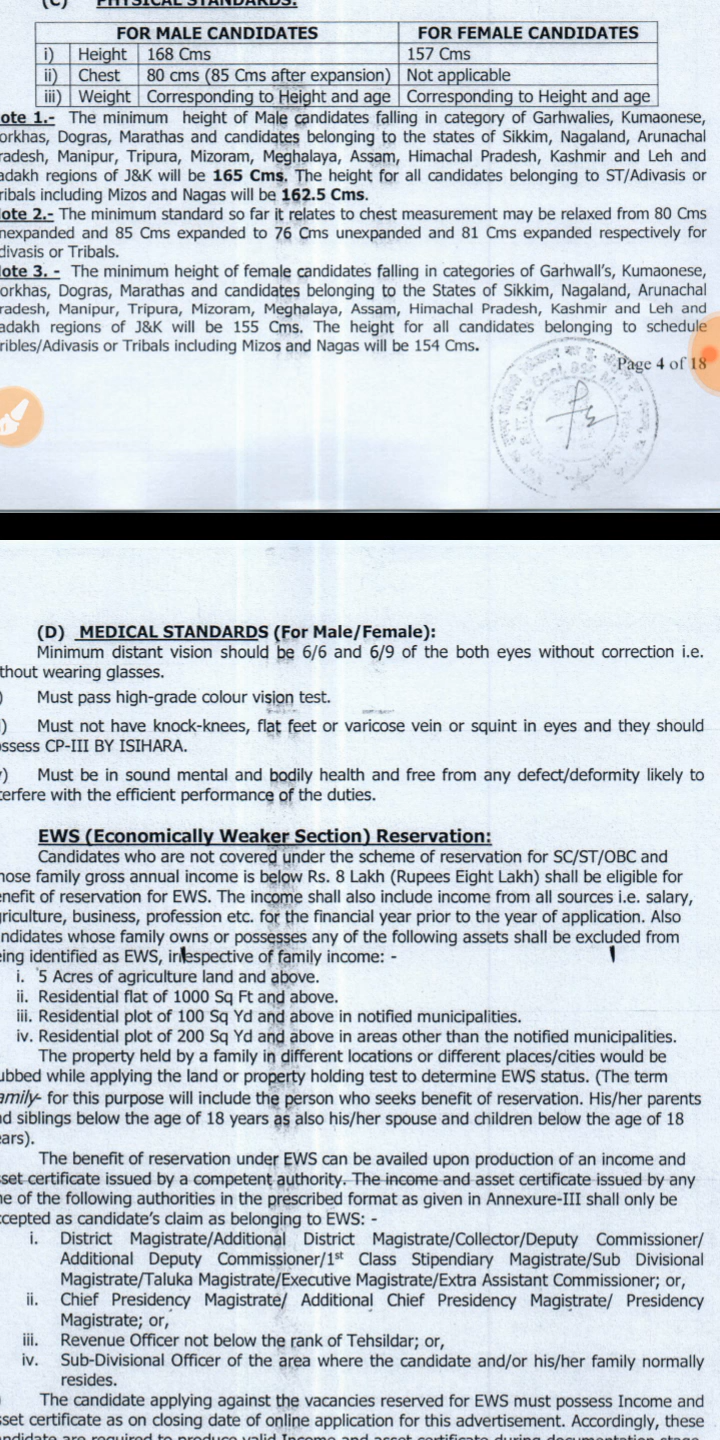 (C) PHYSICAL STANDARDS:
FOR MALE CANDIDATES FOR FEMALE CANDIDATES
i) Height 168 Cms 157 Cms
ii) Chest 80 cms (85 Cms after expansion) Not applicable
iii) Weight Corresponding to Height and age Corresponding to Height and age
ote 1.- The minimum height of Male candidates falling in category of Garhwalies, Kumaonese,
orkhas, Dogras, Marathas and candidates belonging to the states of Sikkim, Nagaland, Arunachal
radesh, Manipur, Tripura, Mizoram, Meghalaya, Assam, Himachal Pradesh, Kashmir and Leh and
adakh regions of J&K will be 165 Cms. The height for all candidates belonging to ST/Adivasis or
ribals including Mizos and Nagas will be 162.5 Cms.
ote 2.- The minimum standard so far it relates to chest measurement may be relaxed from 80 Cms
nexpanded and 85 Cms expanded to 76 Cms unexpanded and 81 Cms expanded respectively for
divasis or Tribals.
ote 3. - The minimum height of female candidates falling in categories of Garhwall's, Kumaonese,
orkhas, Dogras, Marathas and candidates belonging to the States of Sikkim, Nagaland, Arunachal
radesh, Manipur, Tripura, Mizoram, Meghalaya, Assam, Himachal Pradesh, Kashmir and Leh and
adakh regions of J&K will be 155 Cms. The height for all candidates belonging to schedule
ribles/Adivasis or Tribals including Mizos and Nagas will be 154 Cms.
Page 4 of 18
(D) MEDICAL STANDARDS (For Male/Female):
Minimum distant vision should be 6/6 and 6/9 of the both eyes without correction i.e.
thout wearing glasses.
) Must pass high-grade colour vision test.
) Must not have knock-knees, flat feet or varicose vein or squint in eyes and they should
ossess CP-III BY ISIHARA.
) Must be in sound mental and bodily health and free from any defect/deformity likely to
terfere with the efficient performance of the duties.
EWS (Economically Weaker Section) Reservation:
Candidates who are not covered under the scheme of reservation for SC/ST/OBC and
hose family gross annual income is below Rs. 8 Lakh (Rupees Eight Lakh) shall be eligible for
enefit of reservation for EWS. The income shall also include income from all sources i.e. salary,
griculture, business, profession etc. for the financial year prior to the year of application. Also
ndidates whose family owns or possesses any of the following assets shall be excluded from
eing identified as EWS, irrespective of family income: -
i. 5 Acres of agriculture land and above.
ii. Residential flat of 1000 Sq Ft and above.
iii. Residential plot of 100 Sq Yd and above in notified municipalities.
iv. Residential plot of 200 Sq Yd and above in areas other than the notified municipalities.
The property held by a family in different locations or different places/cities would be
ubbed while applying the land or property holding test to determine EWS status. (The term
amily- for this purpose will include the person who seeks benefit of reservation. His/her parents
nd siblings below the age of 18 years as also his/her spouse and children below the age of 18
ears).
The benefit of reservation under EWS can be availed upon production of an income and
sset certificate issued by a competent authority. The income and asset certificate issued by any
ne of the following authorities in the prescribed format as given in Annexure-III shall only be
ccepted as candidate's claim as belonging to EWS: -
i. District Magistrate/Additional District Magistrate/Collector/Deputy Commissioner/
Additional Deputy Commissioner/1st Class Stipendiary Magistrate/Sub Divisional
Magistrate/Taluka Magistrate/Executive Magistrate/Extra Assistant Commissioner; or,
ii. Chief Presidency Magistrate/ Additional Chief Presidency Magistrate/ Presidency
Magistrate; or,
iii. Revenue Officer not below the rank of Tehsildar; or,
iv. Sub-Divisional Officer of the area where the candidate and/or his/her family normally
resides.
) The candidate applying against the vacancies reserved for EWS must possess Income and
sset certificate as on closing date of online application for this advertisement. Accordingly, these
ndidate are required to produce valid Income and asset certificate during documentation stage